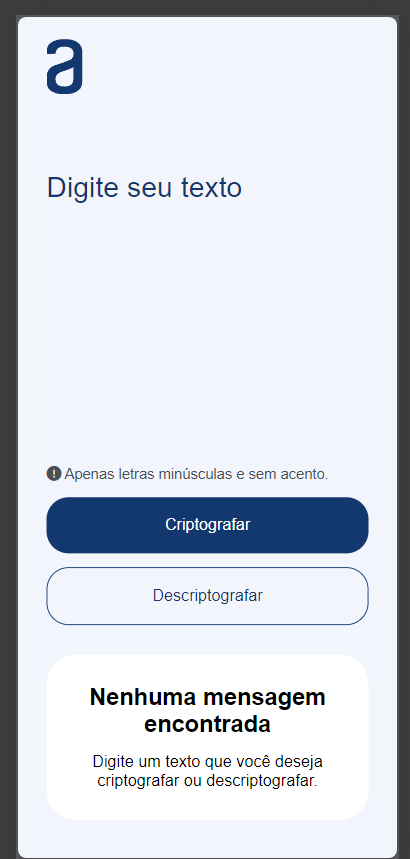 a
Digite seu texto
Apenas letras minúsculas e sem acento.
Criptografar
Descriptografar
Nenhuma mensagem
encontrada
Digite um texto que você deseja
criptografar ou descriptografar.